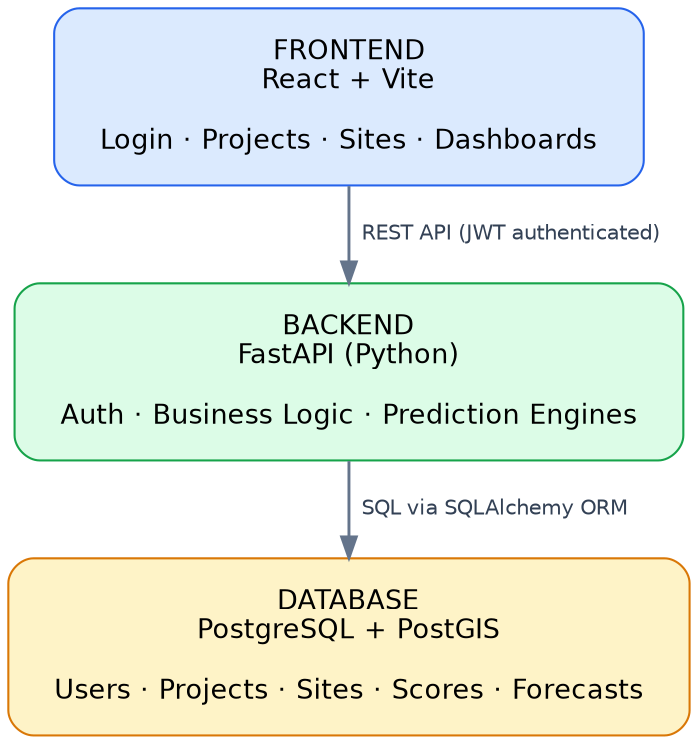 FRONTEND
React + Vite
Login · Projects · Sites · Dashboards
REST API (JWT authenticated)
BACKEND
FastAPI (Python)
Auth · Business Logic · Prediction Engines
SQL via SQLAlchemy ORM
DATABASE
PostgreSQL + PostGIS
Users · Projects · Sites · Scores · Forecasts